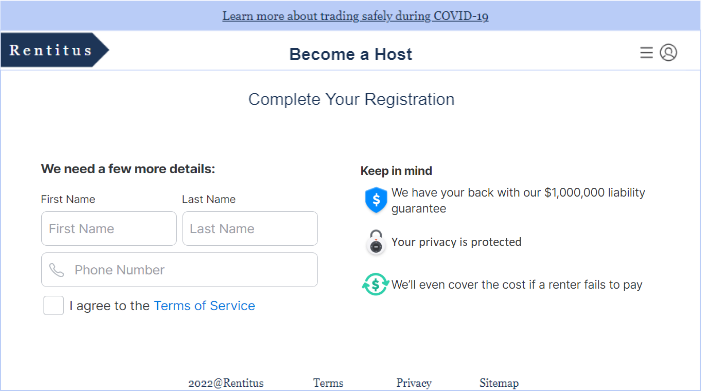 Learn more about trading safely during COVID-19
Rentitus
Become a Host
Complete Your Registration
We need a few more details:
First Name Last Name
First Name Last Name
Phone Number
I agree to the Terms of Service
Keep in mind
We have your back with our $1,000,000 liability
guarantee
Your privacy is protected
We'll even cover the cost if a renter fails to pay
2022@Rentitus Terms Privacy Sitemap